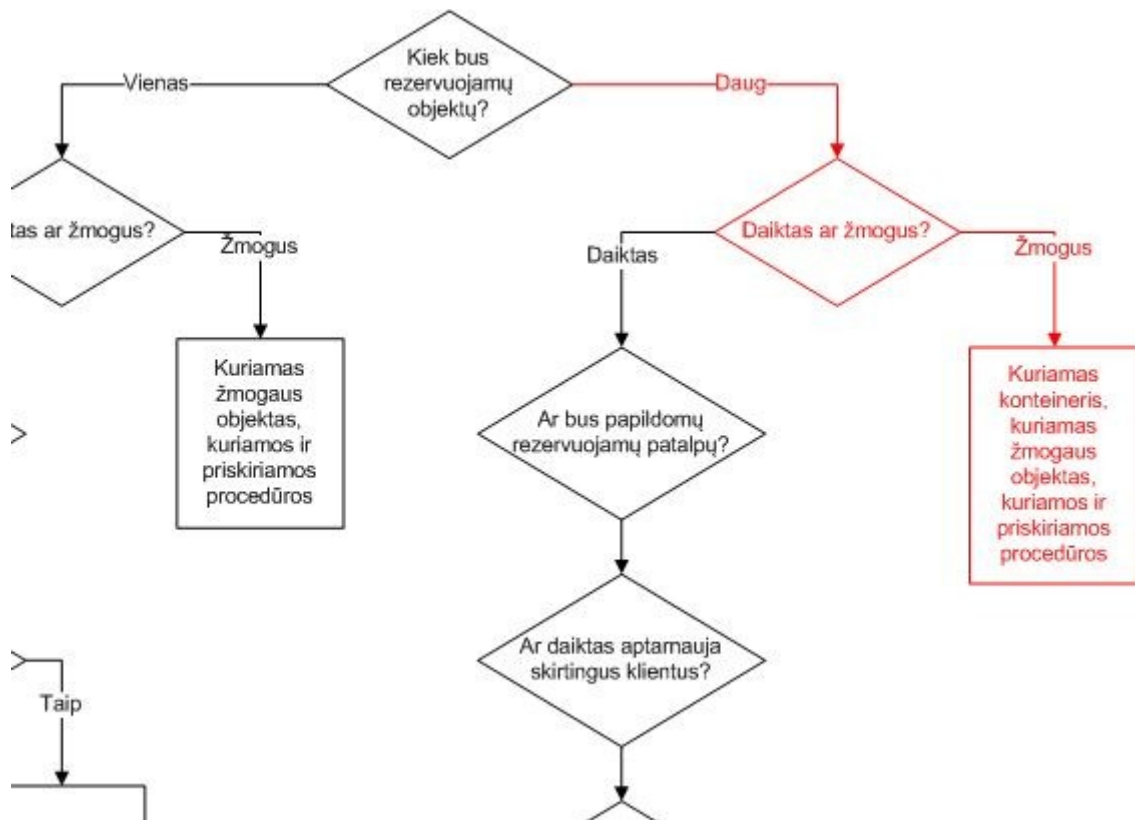 Kiek bus
rezervuojamų
objektų?
Vienas
Daug
tas ar žmogus?
Žmogus
Daiktas
Daiktas ar žmogus?
Žmogus
Kuriamas
žmogaus
objektas,
kuriamos ir
priskiriamos
procedūros
Ar bus papildomų
rezervuojamų patalpų?
Kuriamas
konteineris,
kuriamas
žmogaus
objektas,
kuriamos ir
priskiriamos
procedūros
Ar daiktas aptarnauja
skirtingus klientus?
Taip